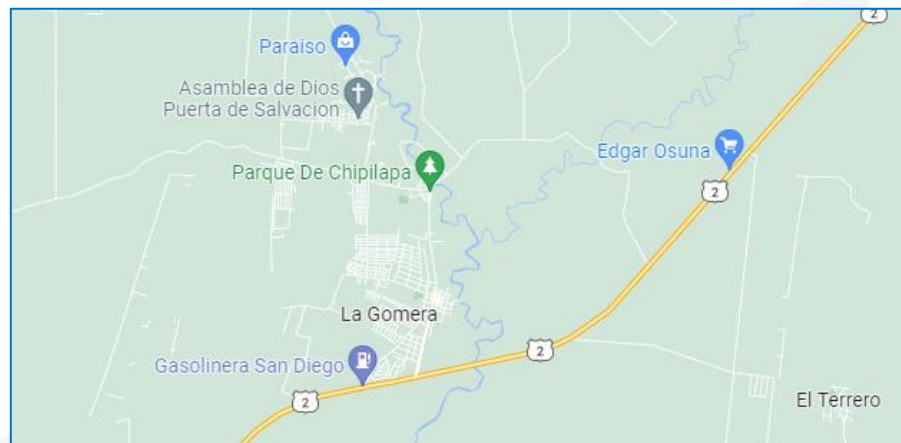 2
Paraiso
Asamblea de Dios
Puerta de Salvacion
Edgar Osuna
Parque De Chipilapa
2
La Gomera
2
Gasolinera San Diego
2
El Terrero